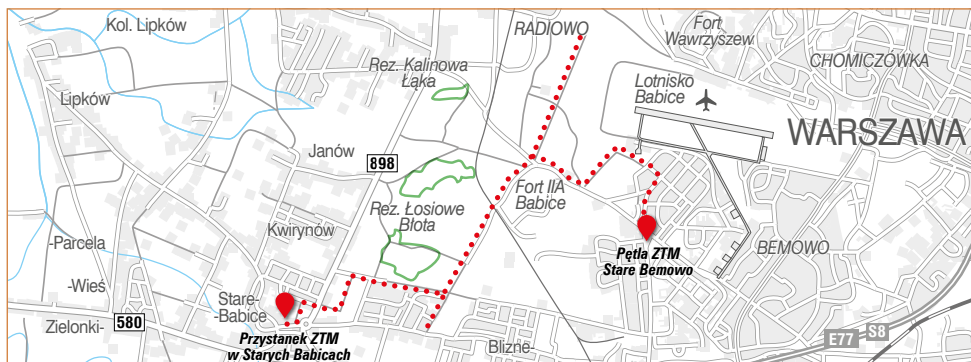 Kol. Lipków
RADIOWO
Fort
Wawrzyszew
CHOMICZÓWKA
Rez. Kalinowa
Łąka
Lotnisko
Babice
Lipków
WARSZAWA
Janów
898
Fort IIA
Babice
Rez. Łosiowe
Błota
Kwirynów
-Parcela
BEMOWO
Pętla ZTM
Stare Bemowo
-Wieś
Stare-
-Babice
Zielonki-
580
Przystanek ZTM
w Starych Babicach
Blizne-
E77
S8